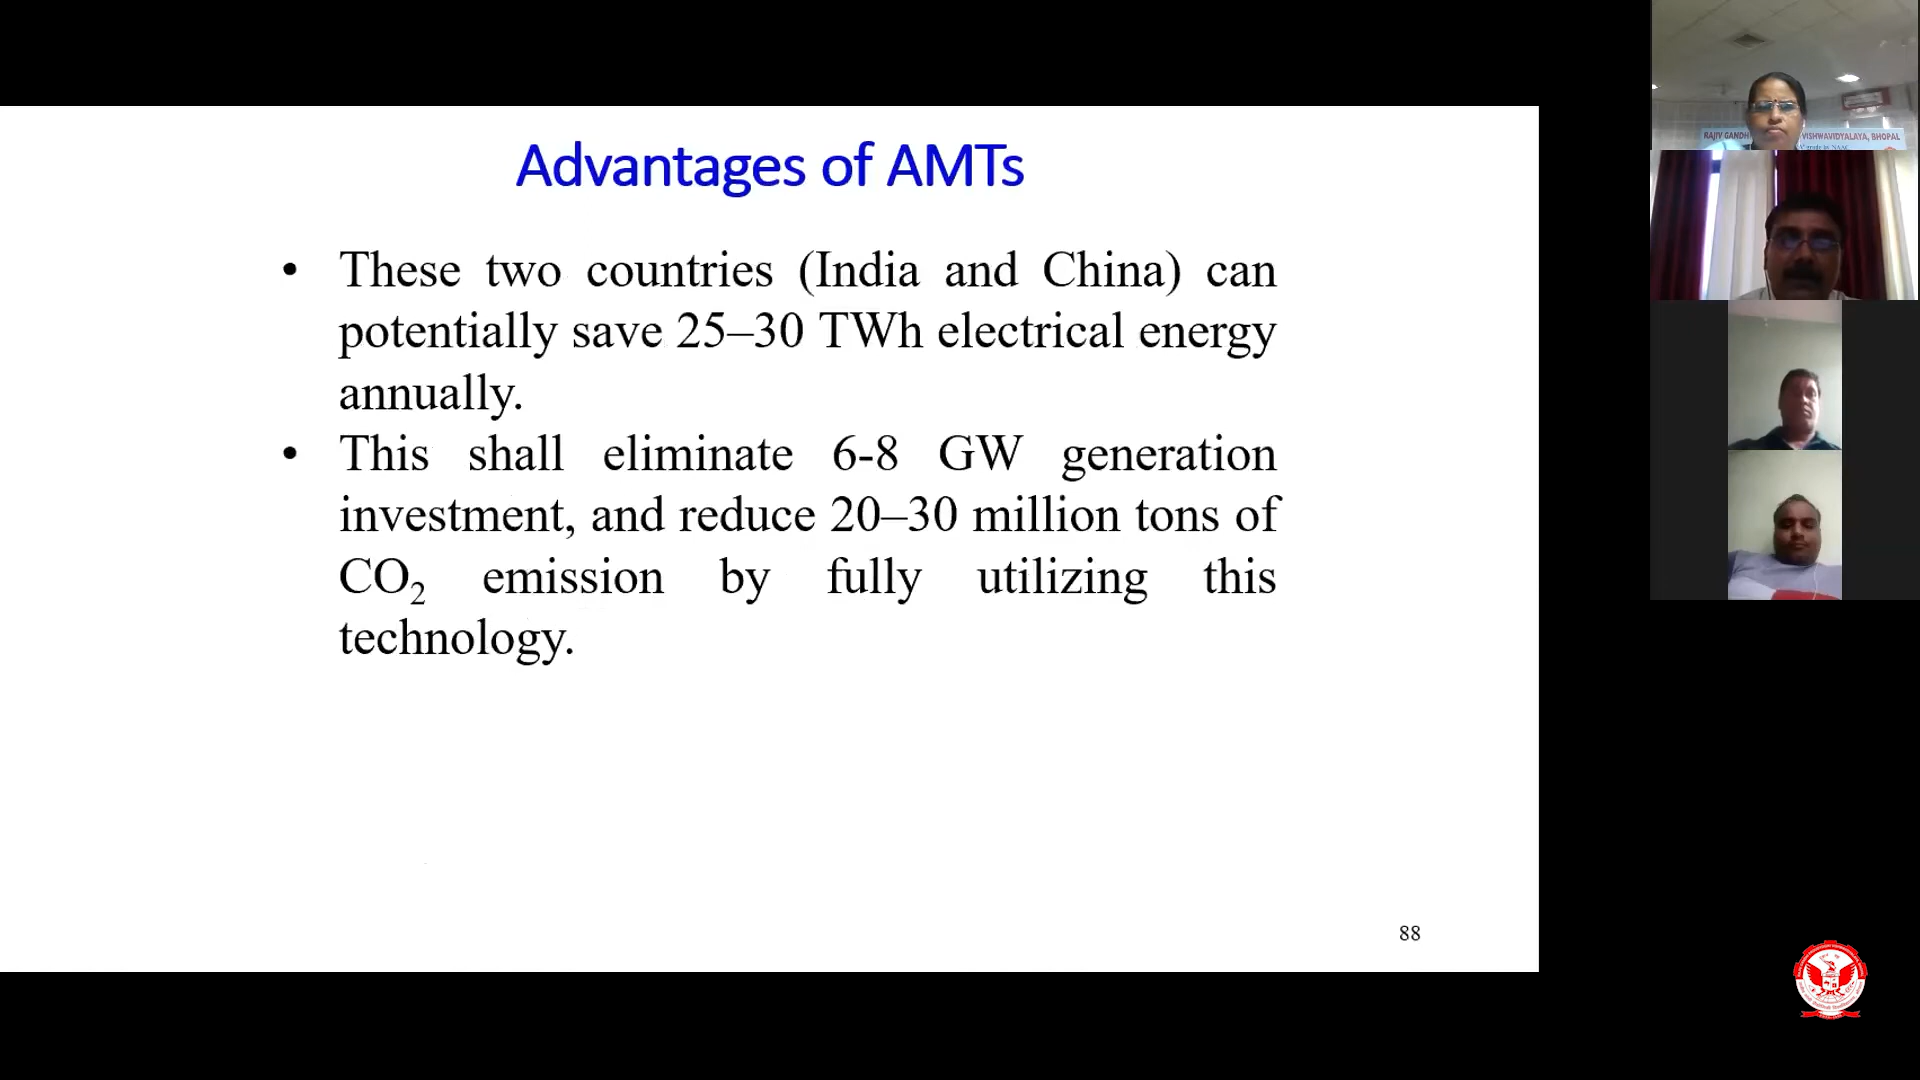 Advantages of AMTs
• These two countries (India and China) can
potentially save 25–30 TWh electrical energy
annually.
• This shall eliminate 6-8 GW generation
investment, and reduce 20–30 million tons of
CO₂ emission by fully utilizing this
technology.
88
RAJIV GANDH VISHWAVIDYALAYA, BHOPAL